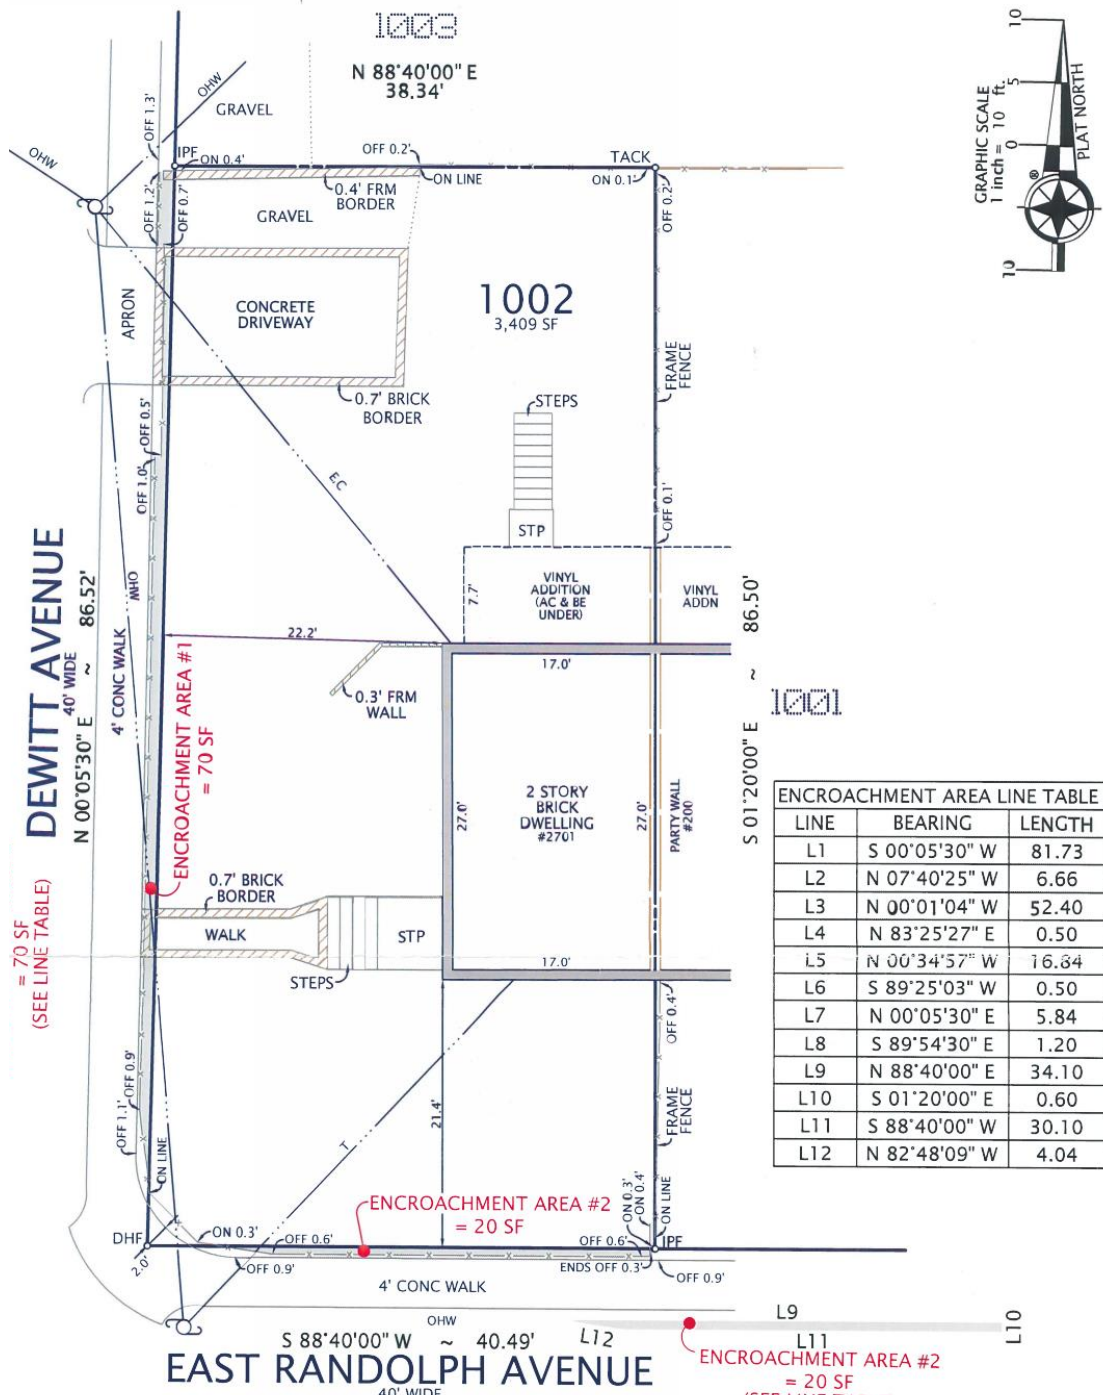 1003
N 88°40'00" E
38.34'
OHW
GRAVEL
OHW
OFF 1.3'
IPF
ON 0.4'
OFF 0.2'
ON LINE
TACK
ON 0.1'
OFF 0.2'
0.4' FRM
BORDER
OFF 1.2'
OFF 0.7'
GRAVEL
GRAPHIC SCALE
1 inch = 10 ft.
10
5
0
10
PLAT NORTH
®
APRON
CONCRETE
DRIVEWAY
1002
3,409 SF
FRAME
FENCE
0.7' BRICK
BORDER
STEPS
OFF 0.5'
OFF 1.0'
E.C
OFF 0.1'
STP
DEWITT AVENUE
40' WIDE
N 00°05'30" E ~ 86.52'
4' CONC WALK
OHW
7.7'
VINYL
ADDITION
(AC & BE
UNDER)
VINYL
ADDN
22.2'
17.0'
0.3' FRM
WALL
S 01°20'00" E ~ 86.50'
1001
ENCROACHMENT AREA #1
= 70 SF
2 STORY
BRICK
DWELLING
#2701
27.0'
27.0'
PARTY WALL
#200
0.7' BRICK
BORDER
WALK
STP
STEPS
17.0'
= 70 SF
(SEE LINE TABLE)
ENCROACHMENT AREA LINE TABLE
LINE BEARING LENGTH
L1 S 00°05'30" W 81.73
L2 N 07°40'25" W 6.66
L3 N 00°01'04" W 52.40
L4 N 83°25'27" E 0.50
L5 N 00°34'57" W 16.84
L6 S 89°25'03" W 0.50
L7 N 00°05'30" E 5.84
L8 S 89°54'30" E 1.20
L9 N 88°40'00" E 34.10
L10 S 01°20'00" E 0.60
L11 S 88°40'00" W 30.10
L12 N 82°48'09" W 4.04
OFF 0.4'
OFF 0.9'
OFF 1.1'
ON LINE
21.4'
T
FRAME
FENCE
ENCROACHMENT AREA #2
= 20 SF
ON 0.3'
ON 0.4'
ON LINE
DHF
2.0'
ON 0.3'
OFF 0.6'
OFF 0.9'
OFF 0.6'
IPF
ENDS OFF 0.3'
OFF 0.9'
4' CONC WALK
OHW
S 88°40'00" W ~ 40.49'
EAST RANDOLPH AVENUE
40' WIDE
L9
L12
L11
L10
ENCROACHMENT AREA #2
= 20 SF